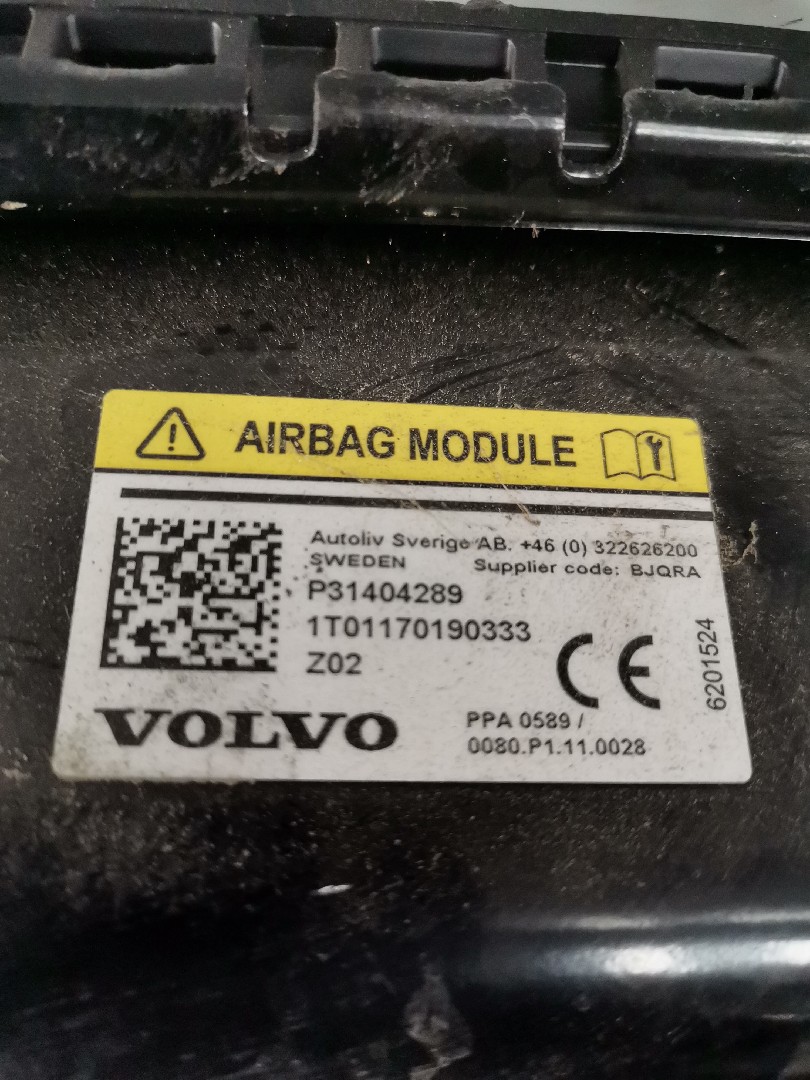 AIRBAG MODULE
Autoliv Sverige AB. +46 (0) 322626200
SWEDEN Supplier code: BJQRA
P31404289
1T01170190333
Z02
6201524
VOLVO
PPA 0589 /
0080.P1.11.0028